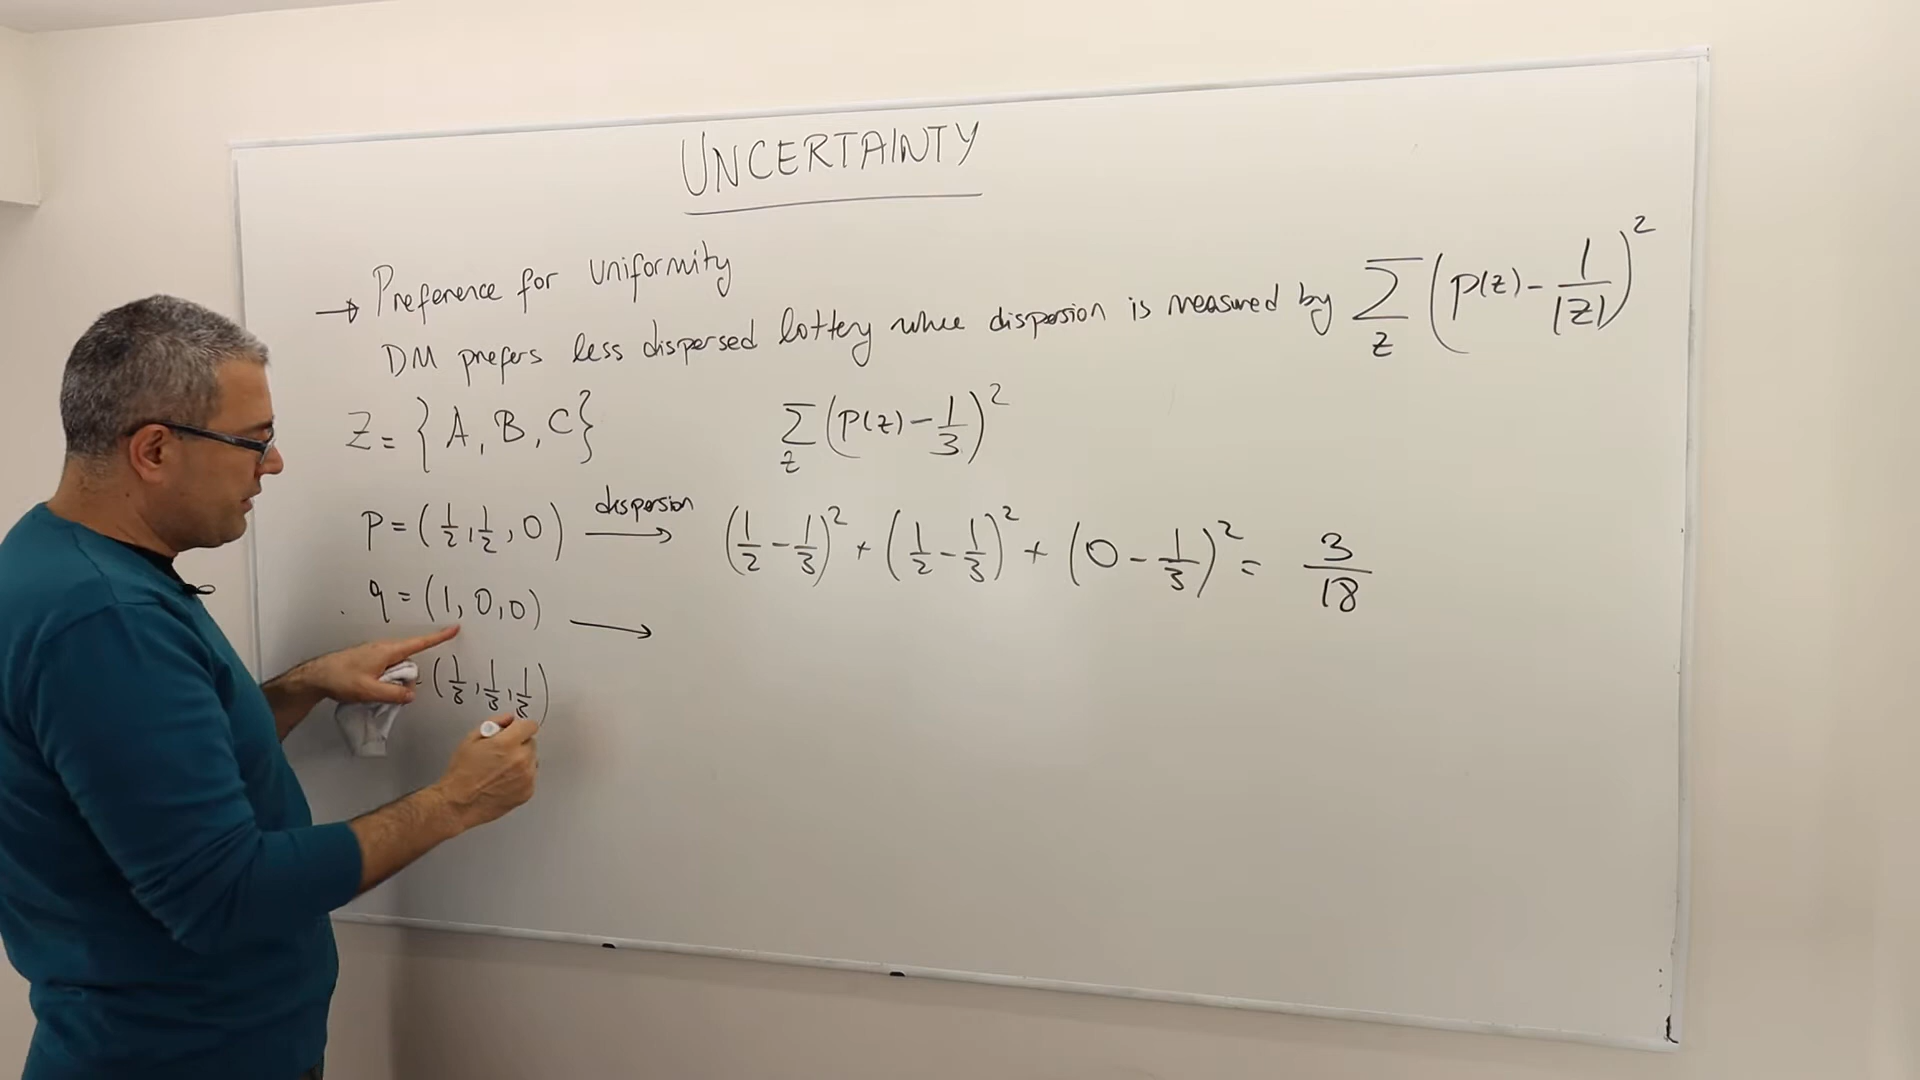 UNCERTAINTY
→ Preference for uniformity
DM prefers less dispersed lottery where dispersion is measured by ∑_z (p(z) - 1/|Z|)^2
Z = {A, B, C}
∑_z (p(z) - 1/3)^2
p = (1/2, 1/2, 0) dispersion → (1/2 - 1/3)^2 + (1/2 - 1/3)^2 + (0 - 1/3)^2 = 3/18
q = (1, 0, 0) →
= (1/3, 1/3, 1/3)